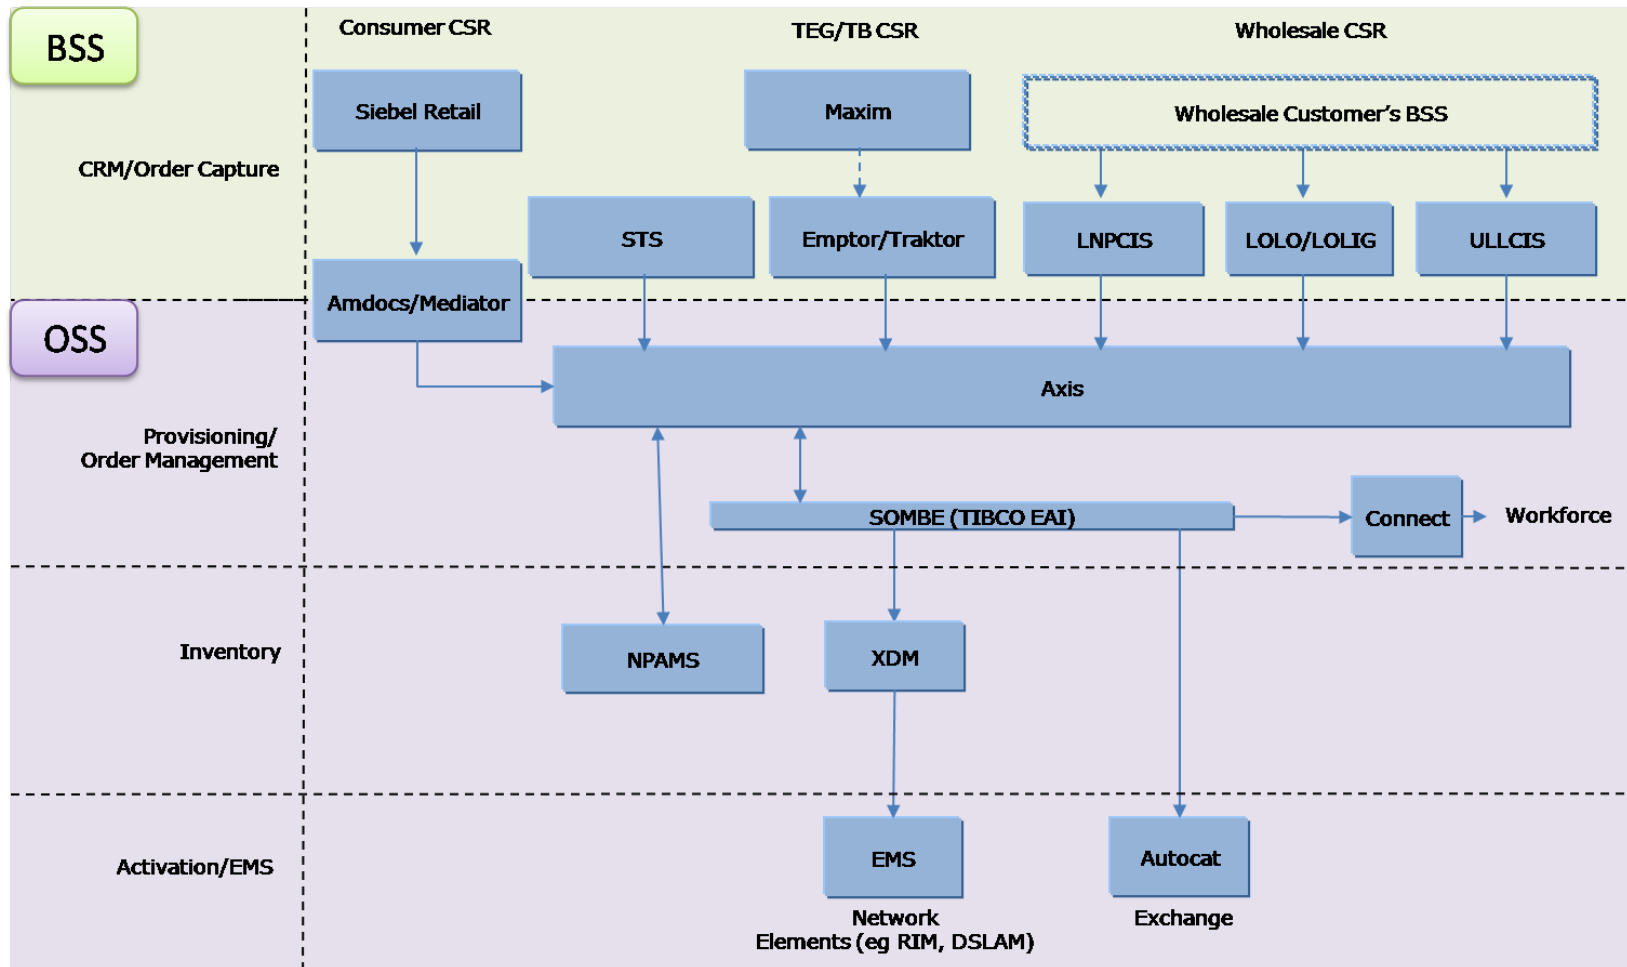 BSS
Consumer CSR
TEG/TB CSR
Wholesale CSR
Siebel Retail
Maxim
Wholesale Customer's BSS
CRM/Order Capture
STS
Emptor/Traktor
LNPCIS
LOLO/LOLIG
ULLCIS
Amdocs/Mediator
OSS
Axis
Provisioning/
Order Management
SOMBE (TIBCO EAI)
Connect
Workforce
Inventory
NPAMS
XDM
Activation/EMS
EMS
Autocat
Network
Elements (eg RIM, DSLAM)
Exchange